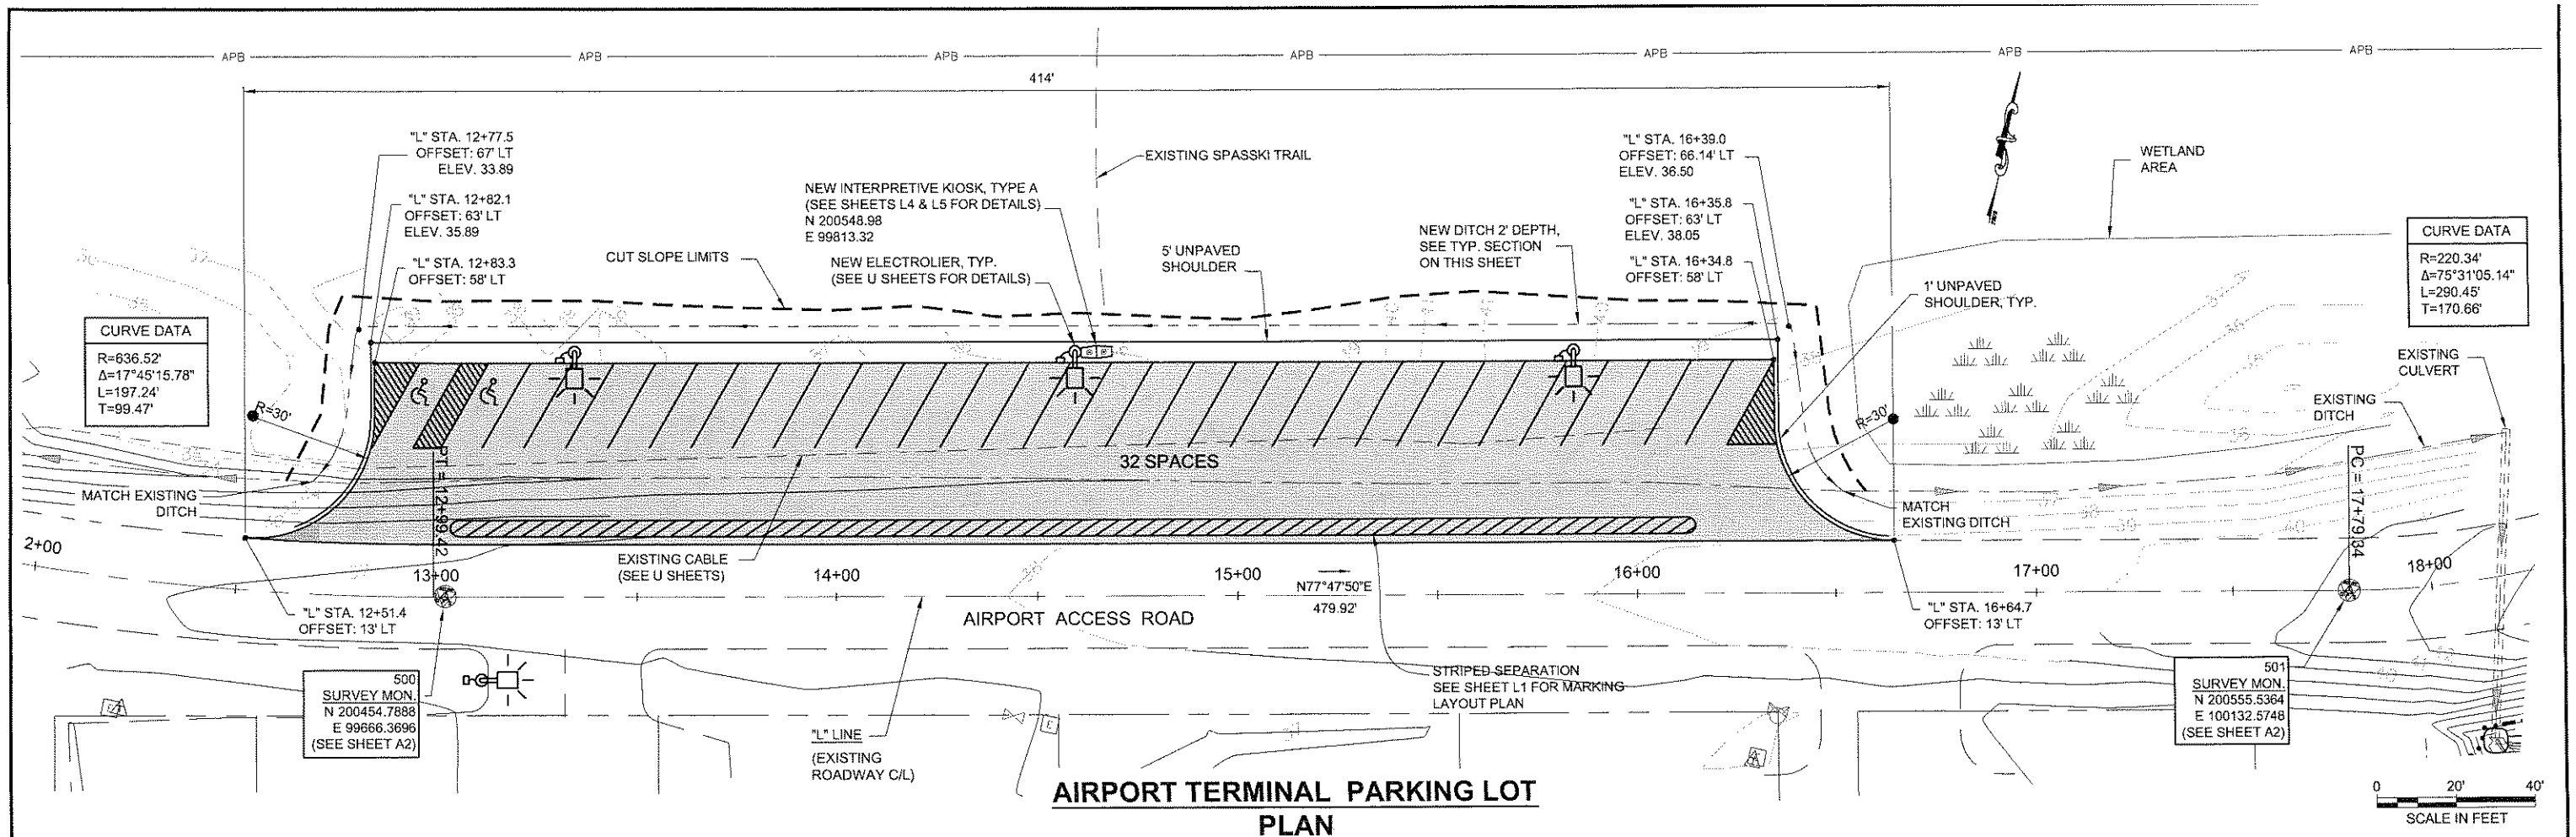 APB APB APB APB APB APB APB
414'
"L" STA. 12+77.5
OFFSET: 67' LT
ELEV. 33.89
"L" STA. 12+82.1
OFFSET: 63' LT
ELEV. 35.89
"L" STA. 12+83.3
OFFSET: 58' LT
CUT SLOPE LIMITS
NEW INTERPRETIVE KIOSK, TYPE A
(SEE SHEETS L4 & L5 FOR DETAILS)
N 200548.98
E 99813.32
NEW ELECTROLIER, TYP.
(SEE U SHEETS FOR DETAILS)
EXISTING SPASSKI TRAIL
5' UNPAVED
SHOULDER
NEW DITCH 2' DEPTH,
SEE TYP. SECTION
ON THIS SHEET
"L" STA. 16+39.0
OFFSET: 66.14' LT
ELEV. 36.50
"L" STA. 16+35.8
OFFSET: 63' LT
ELEV. 38.05
"L" STA. 16+34.8
OFFSET: 58' LT
WETLAND
AREA
1' UNPAVED
SHOULDER, TYP.
CURVE DATA
R=220.34'
Δ=75°31'05.14"
L=290.45'
T=170.66'
CURVE DATA
R=636.52'
Δ=17°45'15.78"
L=197.24'
T=99.47'
EXISTING
CULVERT
EXISTING
DITCH
R=30'
R=30'
32 SPACES
PT = 12+99.42
PC = 17+79.34
MATCH EXISTING
DITCH
MATCH
EXISTING DITCH
EXISTING CABLE
(SEE U SHEETS)
2+00
13+00
14+00
15+00
16+00
17+00
18+00
N77°47'50"E
479.92'
AIRPORT ACCESS ROAD
"L" STA. 12+51.4
OFFSET: 13' LT
"L" STA. 16+64.7
OFFSET: 13' LT
500
SURVEY MON.
N 200454.7888
E 99666.3696
(SEE SHEET A2)
"L" LINE
(EXISTING
ROADWAY C/L)
STRIPED SEPARATION
SEE SHEET L1 FOR MARKING
LAYOUT PLAN
501
SURVEY MON.
N 200555.5364
E 100132.5748
(SEE SHEET A2)
AIRPORT TERMINAL PARKING LOT
PLAN
0 20' 40'
SCALE IN FEET